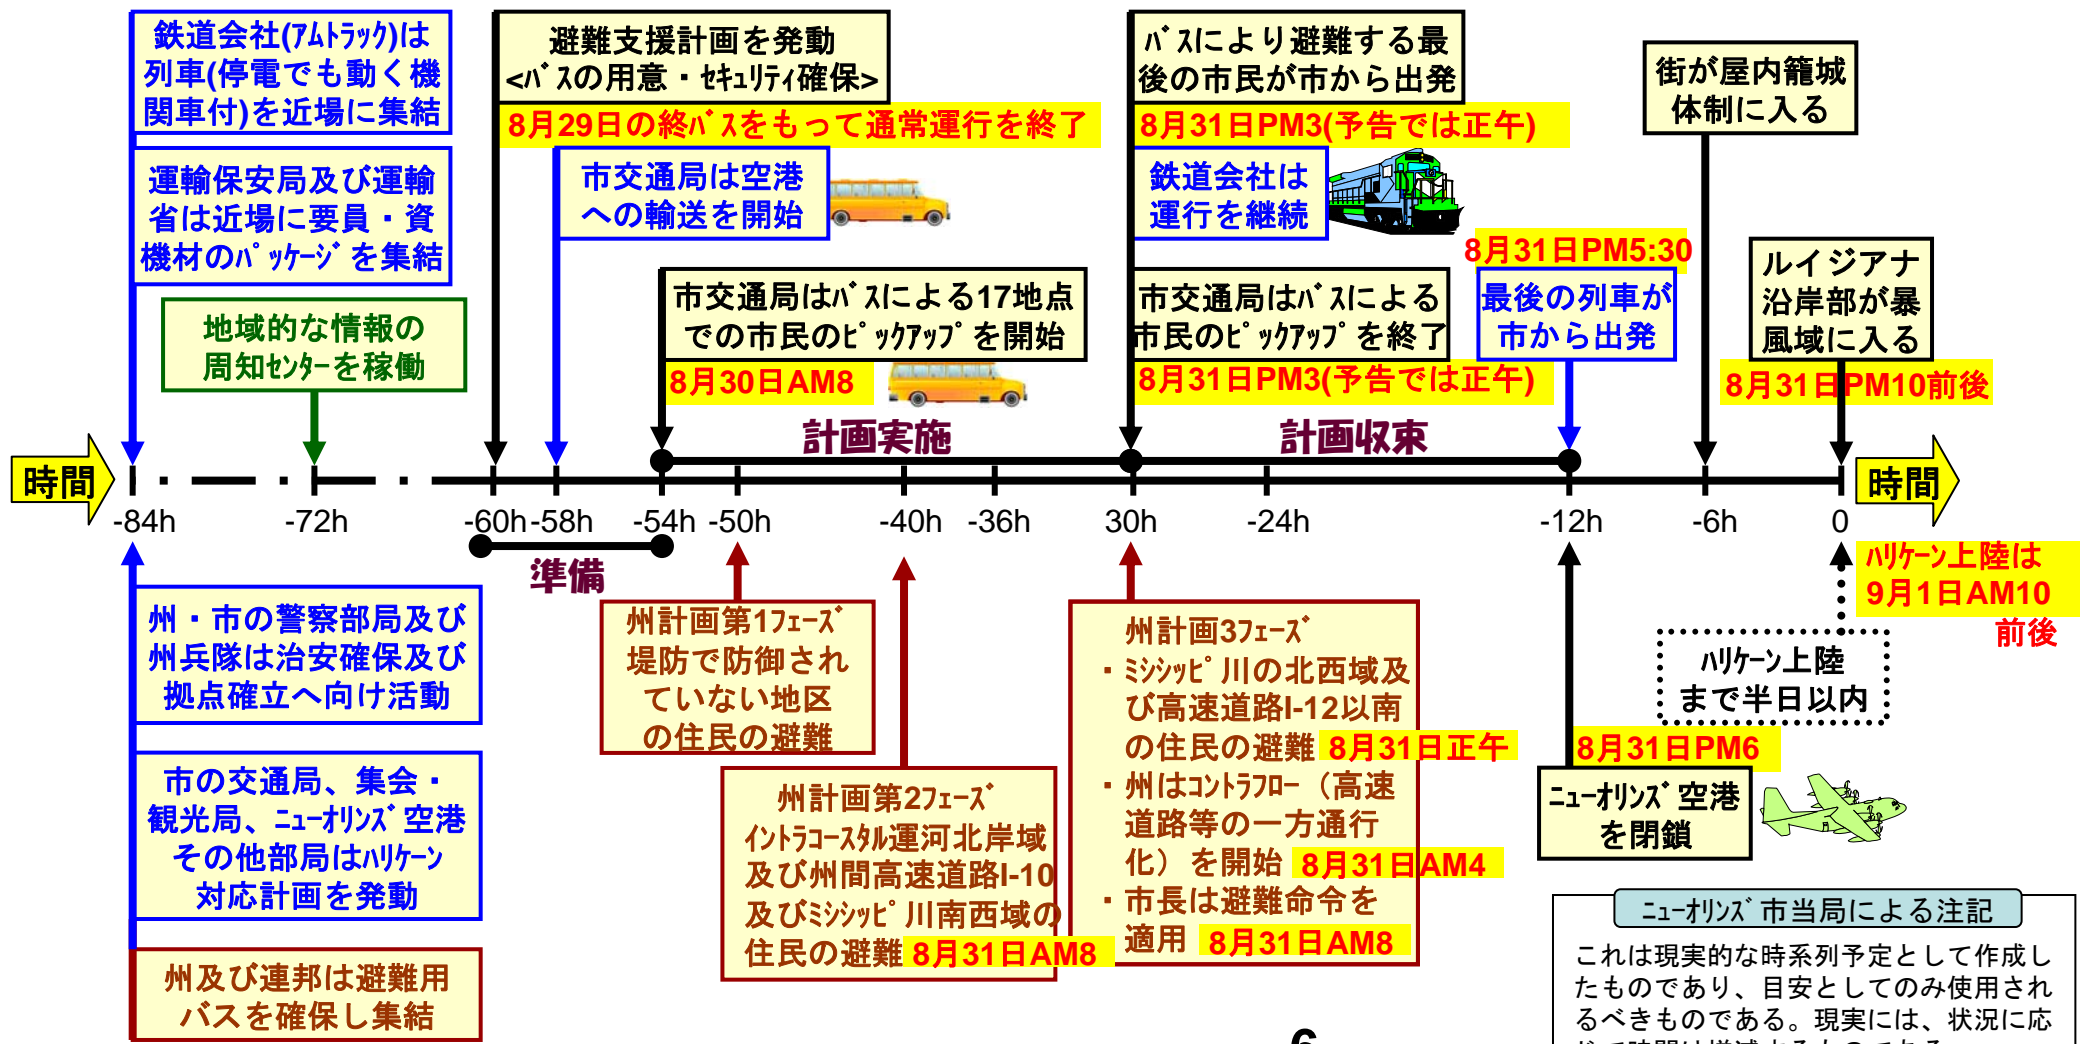 鉄道会社(ｱﾑﾄﾗｯｸ)は
列車(停電でも動く機
関車付)を近場に集結
運輸保安局及び運輸
省は近場に要員・資
機材のﾊﾟｯｹｰｼﾞを集結
地域的な情報の
周知ｾﾝﾀｰを稼働
避難支援計画を発動
<ﾊﾞｽの用意・ｾｷｭﾘﾃｨ確保>
8月29日の終ﾊﾞｽをもって通常運行を終了
市交通局は空港
への輸送を開始
市交通局はﾊﾞｽによる17地点
での市民のﾋﾟｯｸｱｯﾌﾟを開始
8月30日AM8
ﾊﾞｽにより避難する最
後の市民が市から出発
8月31日PM3(予告では正午)
鉄道会社は
運行を継続
市交通局はﾊﾞｽによる
市民のﾋﾟｯｸｱｯﾌﾟを終了
8月31日PM3(予告では正午)
8月31日PM5:30
最後の列車が
市から出発
街が屋内籠城
体制に入る
ルイジアナ
沿岸部が暴
風域に入る
8月31日PM10前後
計画実施
計画収束
時間
時間
-84h
-72h
-60h
-58h
-54h
-50h
-40h
-36h
30h
-24h
-12h
-6h
0
準備
州・市の警察部局及び
州兵隊は治安確保及び
拠点確立へ向け活動
市の交通局、集会・
観光局、ﾆｭｰｵﾘﾝｽﾞ空港
その他部局はﾊﾘｹｰﾝ
対応計画を発動
州及び連邦は避難用
バスを確保し集結
州計画第1ﾌｪｰｽﾞ
堤防で防御され
ていない地区
の住民の避難
州計画第2ﾌｪｰｽﾞ
ｲﾝﾄﾗｺｰｽﾀﾙ運河北岸域
及び州間高速道路I-10
及びﾐｼｼｯﾋﾟ川南西域の
住民の避難 8月31日AM8
州計画3ﾌｪｰｽﾞ
・ﾐｼｼｯﾋﾟ川の北西域及
び高速道路I-12以南
の住民の避難 8月31日正午
・州はｺﾝﾄﾗﾌﾛｰ（高速
道路等の一方通行
化）を開始 8月31日AM4
・市長は避難命令を
適用 8月31日AM8
8月31日PM6
ﾆｭｰｵﾘﾝｽﾞ空港
を閉鎖
ﾊﾘｹｰﾝ上陸は
9月1日AM10
前後
ﾊﾘｹｰﾝ上陸
まで半日以内
ﾆｭｰｵﾘﾝｽﾞ市当局による注記
これは現実的な時系列予定として作成し
たものであり、目安としてのみ使用され
るべきものである。現実には、状況に応
じて時間は増減するものである